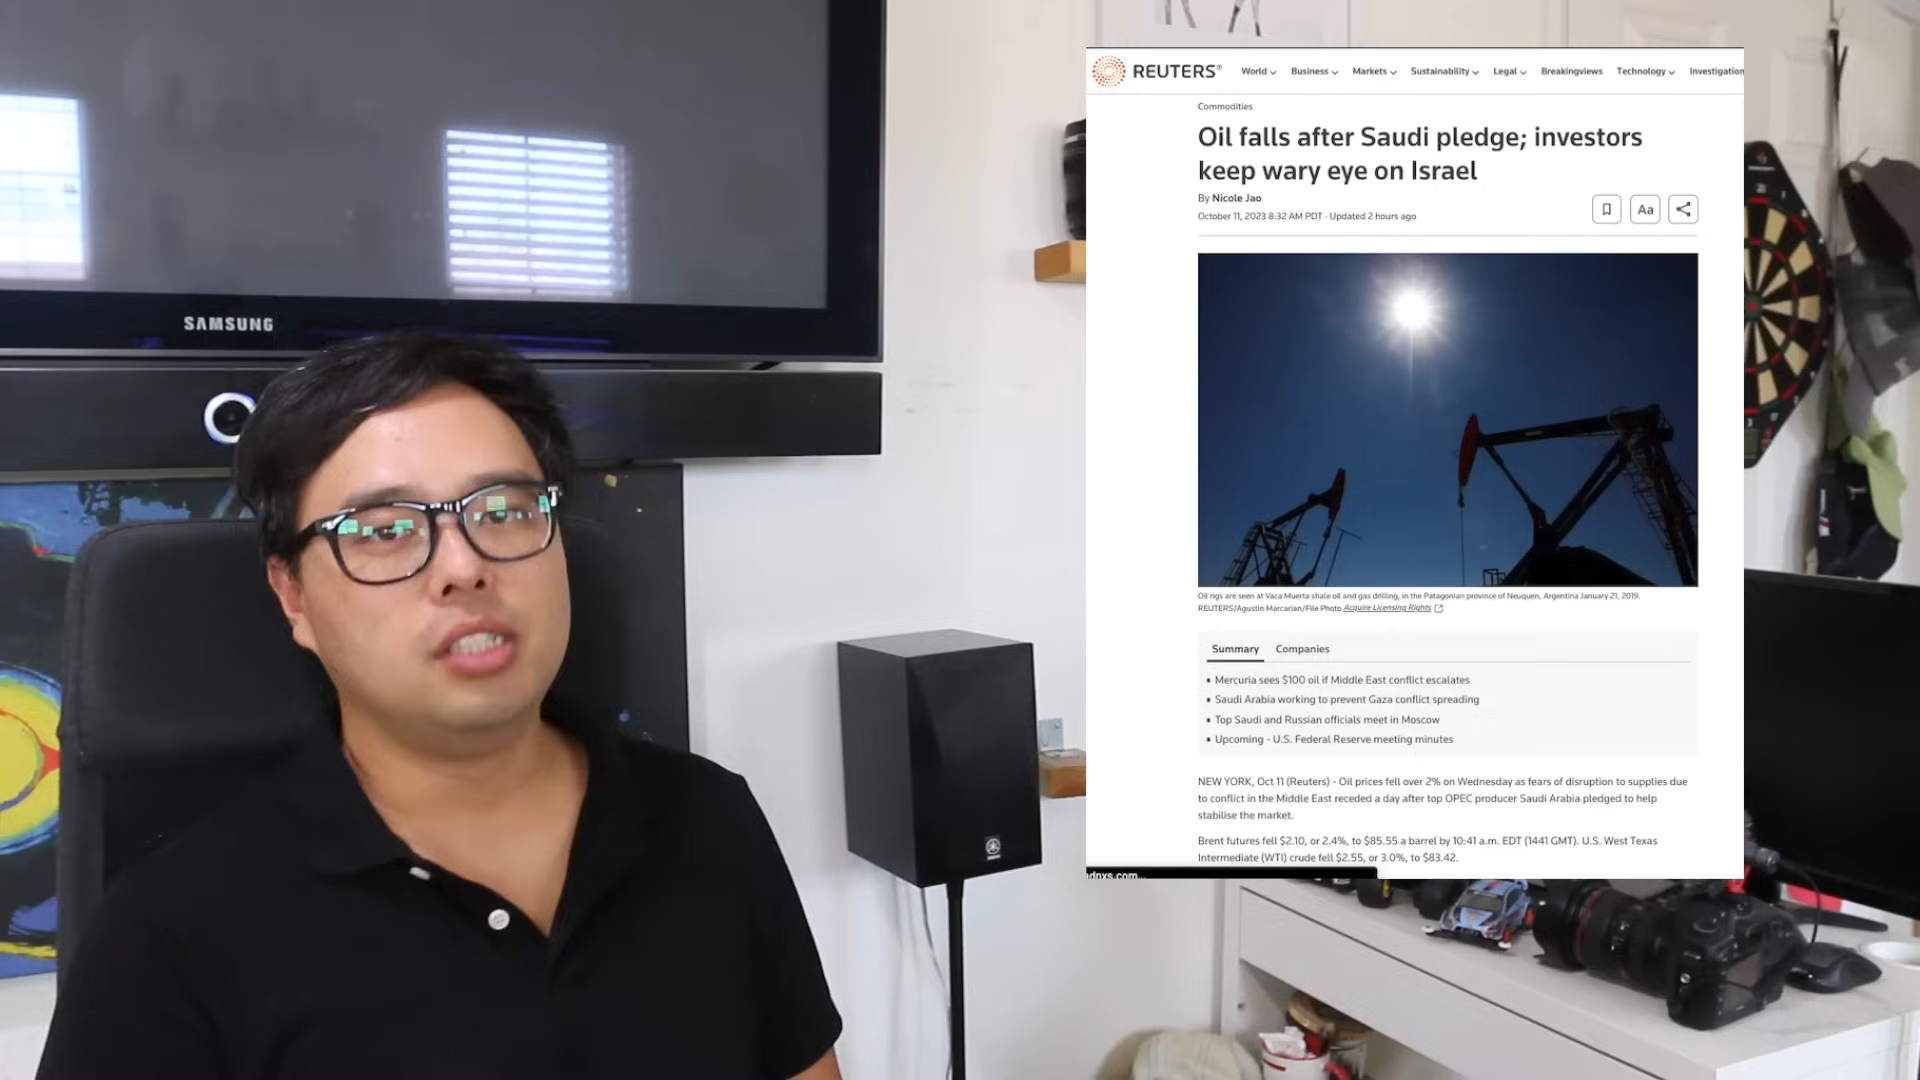 SAMSUNG
REUTERS®
World Business Markets Sustainability Legal Breakingviews Technology Investigation
Commodities
Oil falls after Saudi pledge; investors
keep wary eye on Israel
By Nicole Jao
October 11, 2023 8:32 AM PDT · Updated 2 hours ago
Aa
Oil rigs are seen at Vaca Muerta shale oil and gas drilling, in the Patagonian province of Neuquen, Argentina January 21, 2019.
REUTERS/Agustin Marcarian/File Photo Acquire Licensing Rights
Summary Companies
▪ Mercuria sees $100 oil if Middle East conflict escalates
▪ Saudi Arabia working to prevent Gaza conflict spreading
▪ Top Saudi and Russian officials meet in Moscow
▪ Upcoming - U.S. Federal Reserve meeting minutes
NEW YORK, Oct 11 (Reuters) - Oil prices fell over 2% on Wednesday as fears of disruption to supplies due
to conflict in the Middle East receded a day after top OPEC producer Saudi Arabia pledged to help
stabilise the market.
Brent futures fell $2.10, or 2.4%, to $85.55 a barrel by 10:41 a.m. EDT (1441 GMT). U.S. West Texas
Intermediate (WTI) crude fell $2.55, or 3.0%, to $83.42.